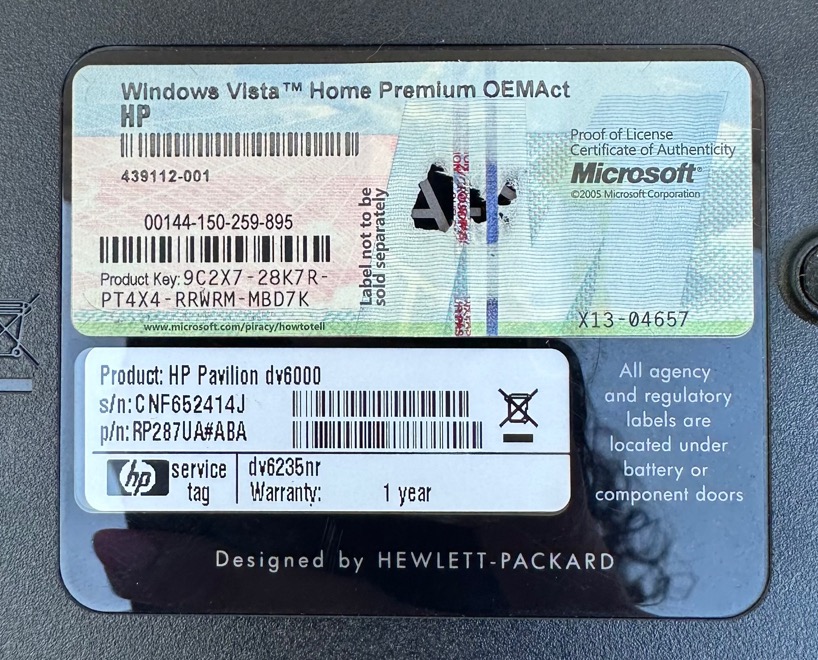 Windows Vista™ Home Premium OEMAct
HP
439112-001
00144-150-259-895
Product Key: 9C2X7-28K7R-
PT4X4-RRWRM-MBD7K
www.microsoft.com/piracy/howtotell
Label not to be
sold separately
Proof of License
Certificate of Authenticity
Microsoft®
©2005 Microsoft Corporation
X13-04657
Product: HP Pavilion dv6000
s/n: CNF652414J
p/n: RP287UA#ABA
hp service
tag
dv6235nr
Warranty: 1 year
All agency
and regulatory
labels are
located under
battery or
component doors
Designed by HEWLETT-PACKARD